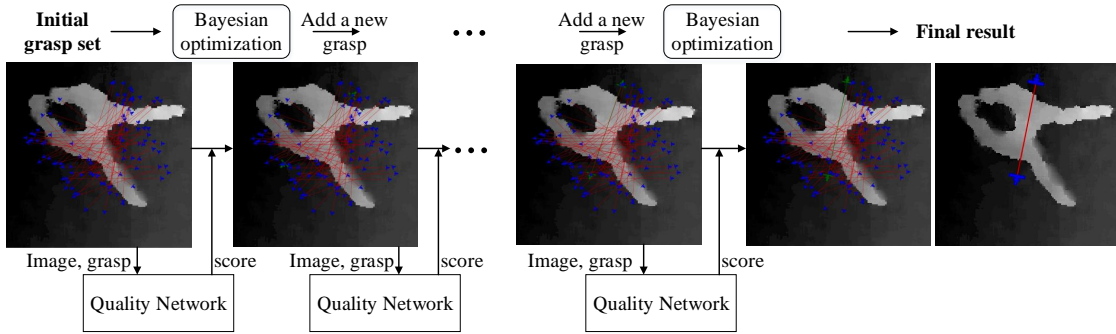 Initial
grasp set
Bayesian
optimization
Add a new
grasp
Add a new
grasp
Bayesian
optimization
Final result
Image, grasp
score
Image, grasp
score
Image, grasp
score
Quality Network
Quality Network
Quality Network